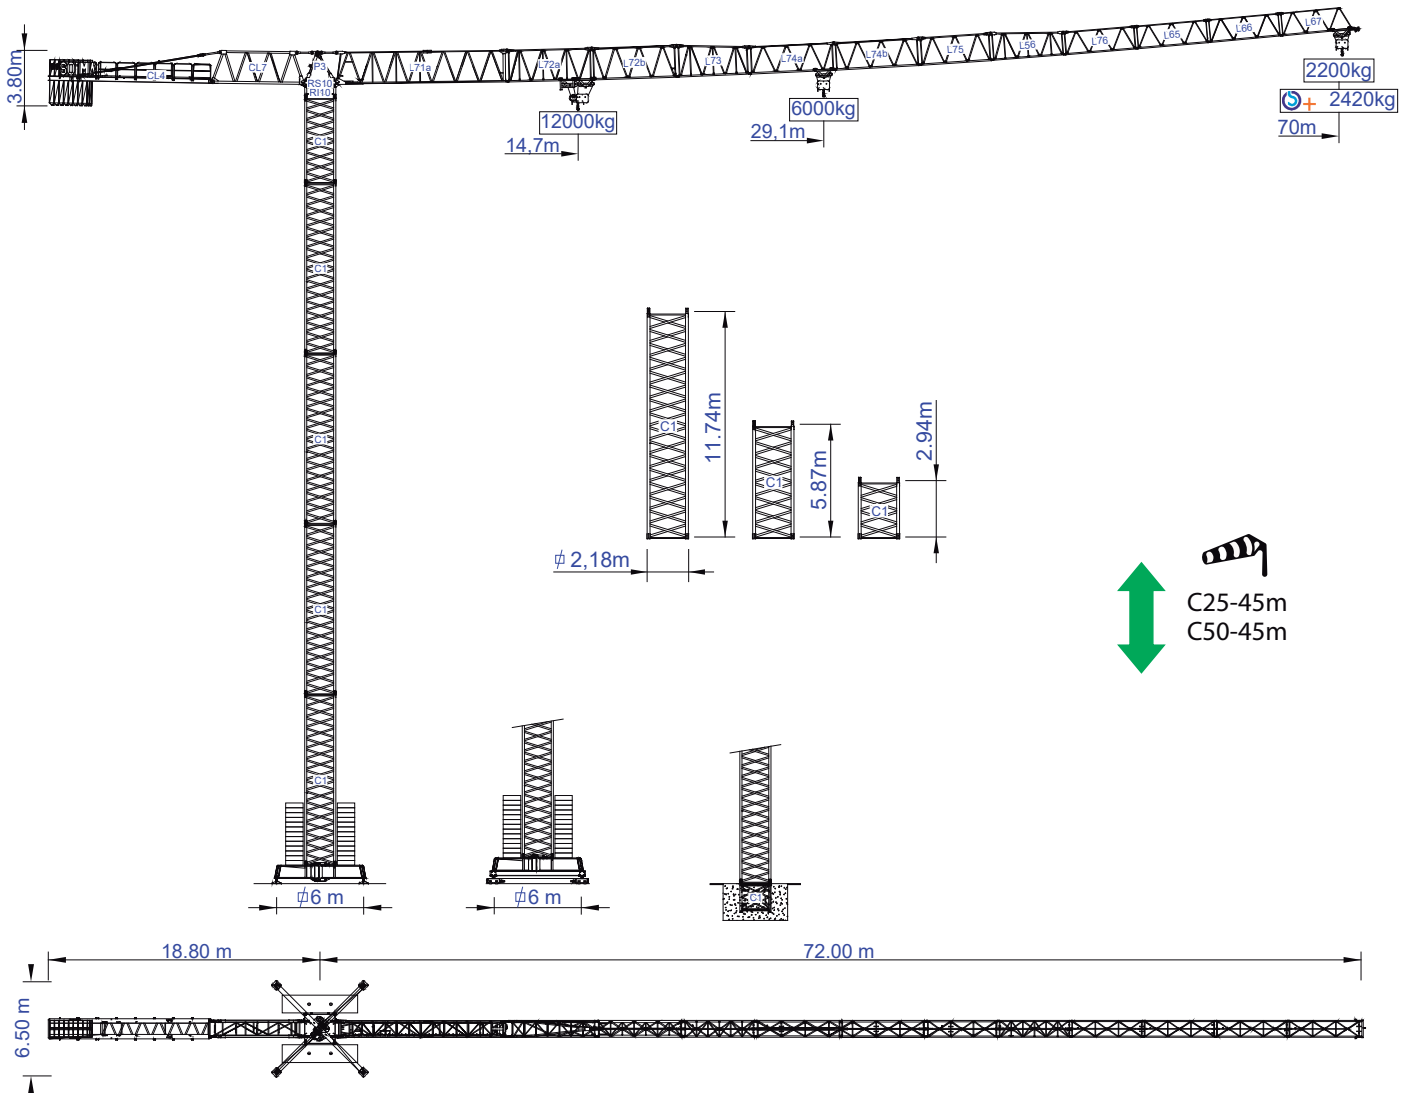 3.80m
CL4
CL7
P3
RS10
RI10
L71a
L72a
L72b
L73
L74a
L74b
L75
L56
L76
L65
L66
L67
12000kg
14,7m
6000kg
29,1m
2200kg
+ 2420kg
70m
C1
C1
C1
C1
C1
C1
11.74m
C1
5.87m
C1
2.94m
2,18m
C25-45m
C50-45m
6 m
6 m
C1
18.80 m
72.00 m
6.50 m